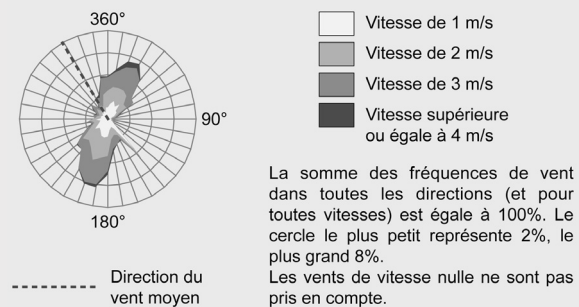 360°
90°
180°
Direction du
vent moyen
Vitesse de 1 m/s
Vitesse de 2 m/s
Vitesse de 3 m/s
Vitesse supérieure
ou égale à 4 m/s
La somme des fréquences de vent
dans toutes les directions (et pour
toutes vitesses) est égale à 100%. Le
cercle le plus petit représente 2%, le
plus grand 8%.
Les vents de vitesse nulle ne sont pas
pris en compte.